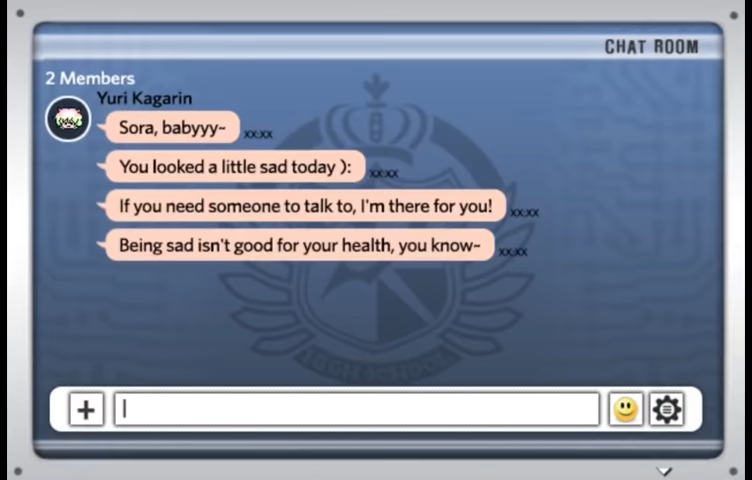 CHAT ROOM
2 Members
Yuri Kagarin
Sora, babyyy~ xx:xx
You looked a little sad today ): xx:xx
If you need someone to talk to, I'm there for you! xx:xx
Being sad isn't good for your health, you know~ xx:xx
HIGH SCHOOL